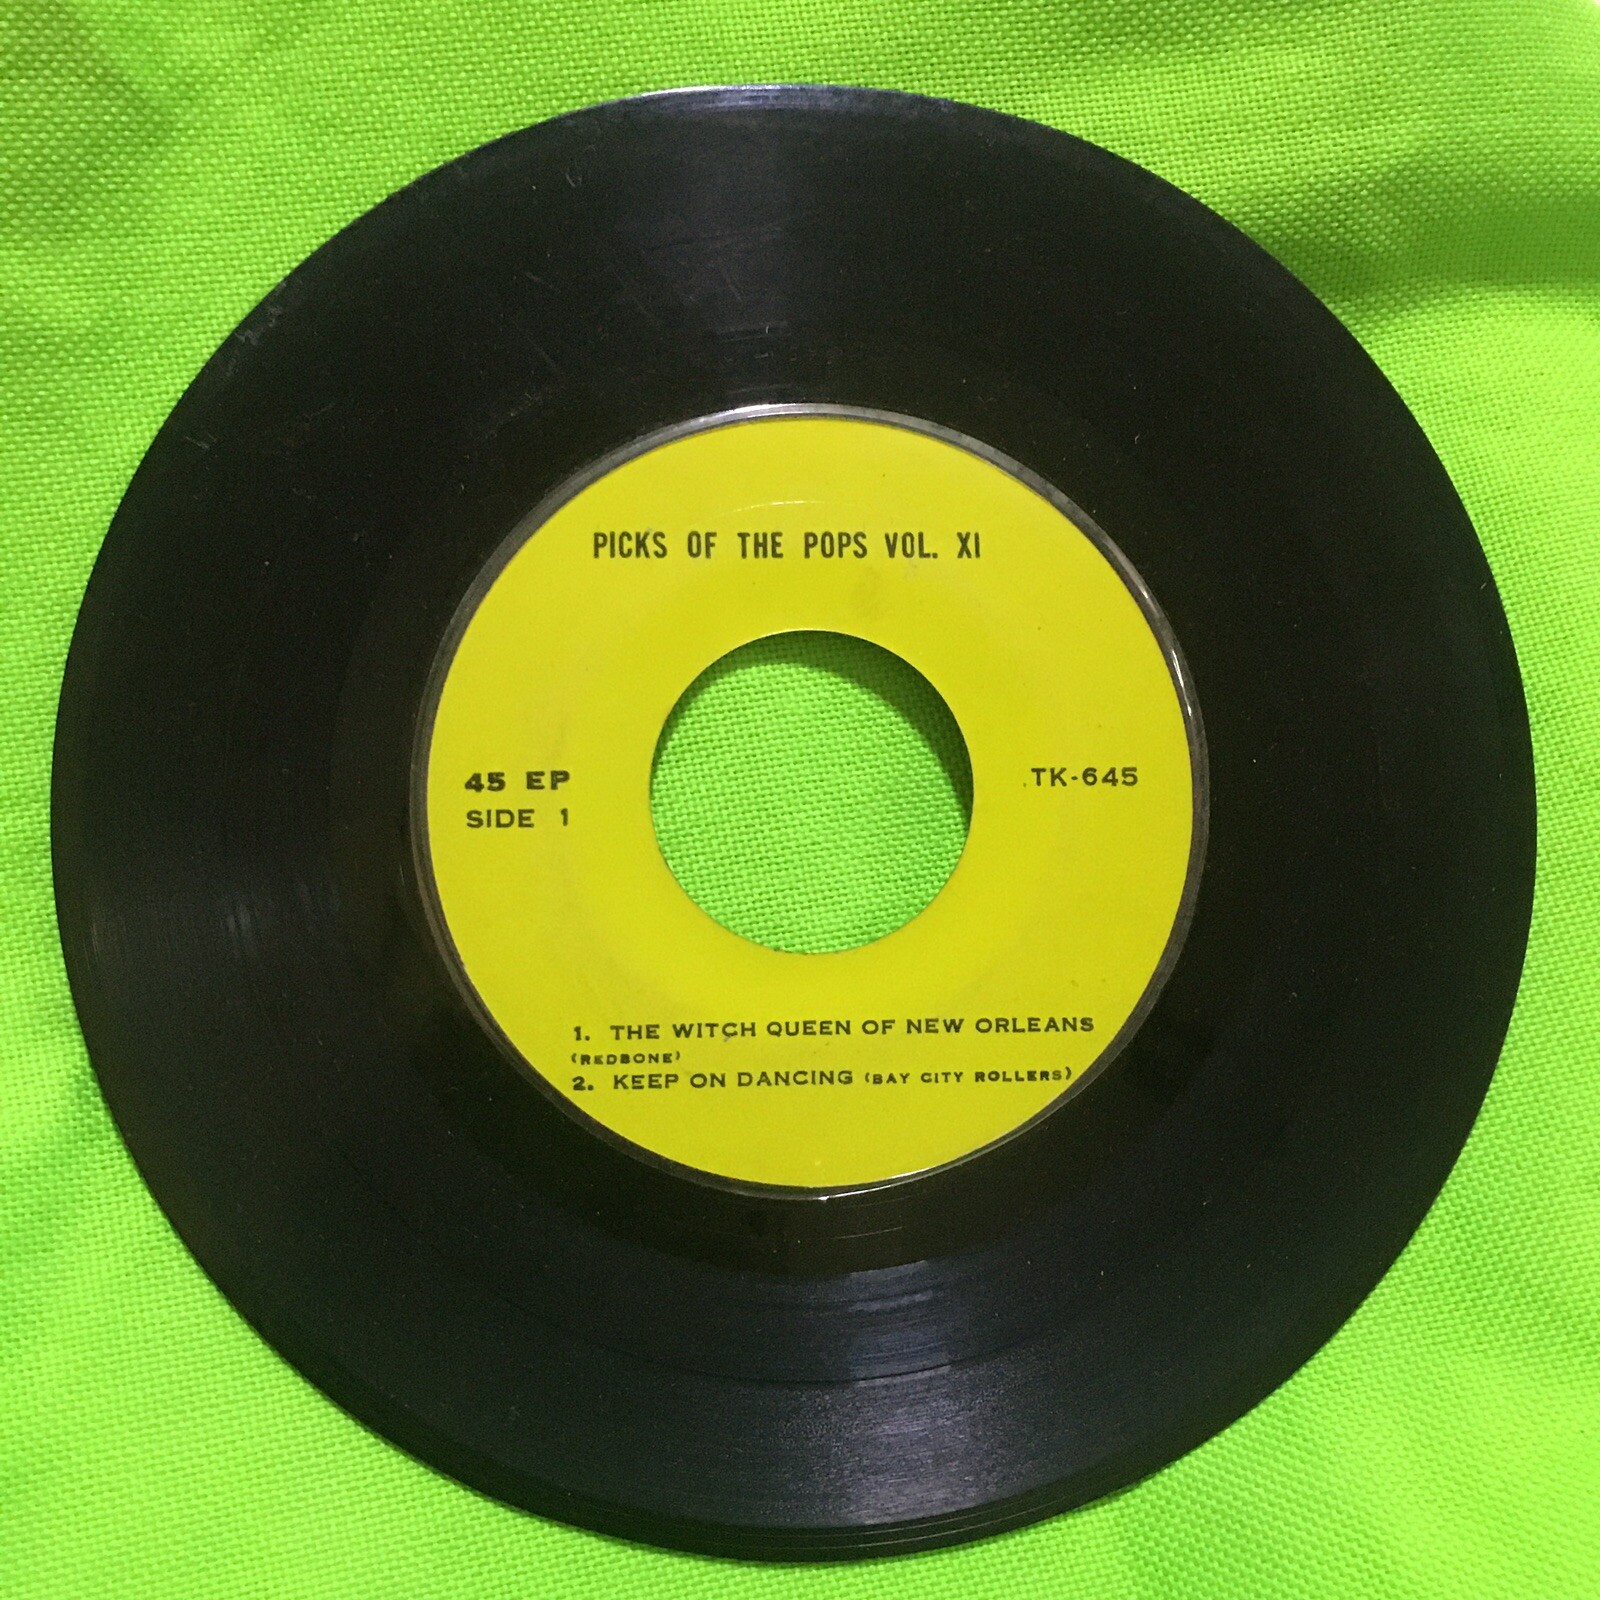 PICKS OF THE POPS VOL. XI
45 EP
SIDE 1
TK-645
1. THE WITCH QUEEN OF NEW ORLEANS
(REDBONE)
2. KEEP ON DANCING (BAY CITY ROLLERS)